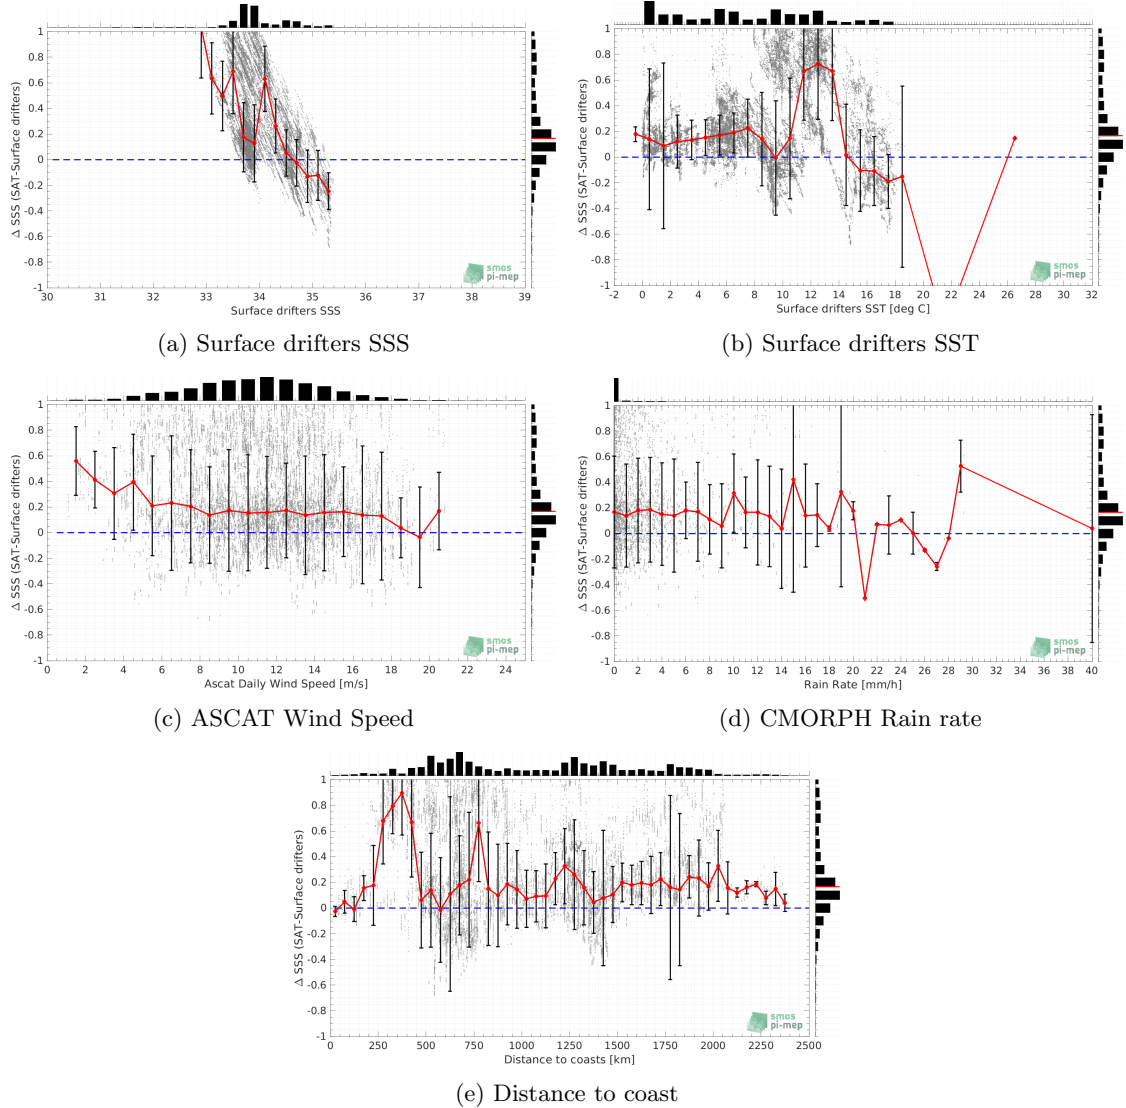 Δ SSS (SAT-Surface drifters)
1
0.8
0.6
0.4
0.2
0
-0.2
-0.4
-0.6
-0.8
-1
30 31 32 33 34 35 36 37 38 39
Surface drifters SSS
smos
pi-mep
(a) Surface drifters SSS
Δ SSS (SAT-Surface drifters)
1
0.8
0.6
0.4
0.2
0
-0.2
-0.4
-0.6
-0.8
-1
-2 0 2 4 6 8 10 12 14 16 18 20 22 24 26 28 30 32
Surface drifters SST [deg C]
smos
pi-mep
(b) Surface drifters SST
Δ SSS (SAT-Surface drifters)
1
0.8
0.6
0.4
0.2
0
-0.2
-0.4
-0.6
-0.8
-1
0 2 4 6 8 10 12 14 16 18 20 22 24
Ascat Daily Wind Speed [m/s]
smos
pi-mep
(c) ASCAT Wind Speed
Δ SSS (SAT-Surface drifters)
1
0.8
0.6
0.4
0.2
0
-0.2
-0.4
-0.6
-0.8
-1
0 2 4 6 8 10 12 14 16 18 20 22 24 26 28 30 32 34 36 38 40
Rain Rate [mm/h]
smos
pi-mep
(d) CMORPH Rain rate
Δ SSS (SAT-Surface drifters)
1
0.8
0.6
0.4
0.2
0
-0.2
-0.4
-0.6
-0.8
-1
0 250 500 750 1000 1250 1500 1750 2000 2250 2500
Distance to coasts [km]
smos
pi-mep
(e) Distance to coast